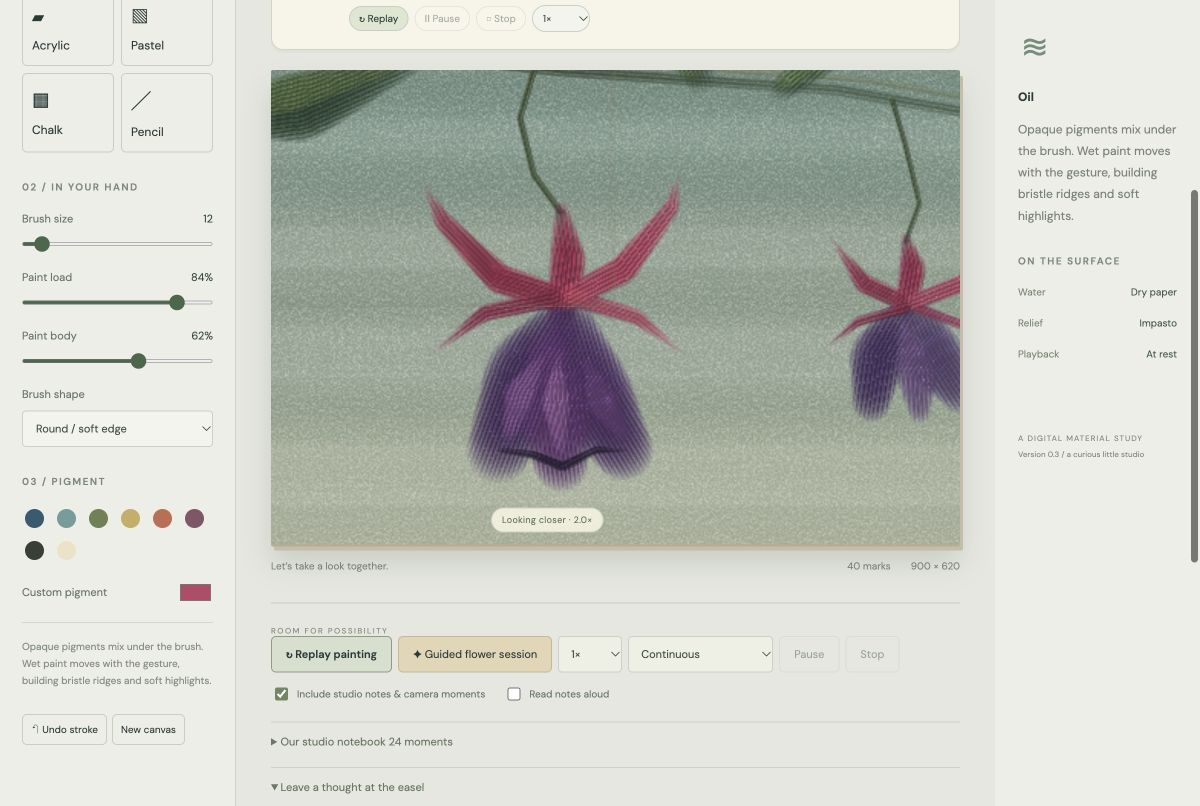 Acrylic
Pastel
Chalk
Pencil
02 / IN YOUR HAND
Brush size 12
Paint load 84%
Paint body 62%
Brush shape
Round / soft edge
03 / PIGMENT
Custom pigment
Opaque pigments mix under the brush.
Wet paint moves with the gesture,
building bristle ridges and soft highlights.
Undo stroke
New canvas
↻ Replay
II Pause
Stop
1×
Looking closer · 2.0×
Let's take a look together.
40 marks
900 × 620
ROOM FOR POSSIBILITY
↻ Replay painting
✦ Guided flower session
1×
Continuous
Pause
Stop
Include studio notes & camera moments
Read notes aloud
▶ Our studio notebook 24 moments
▼ Leave a thought at the easel
Oil
Opaque pigments mix under
the brush. Wet paint moves
with the gesture, building
bristle ridges and soft
highlights.
ON THE SURFACE
Water Dry paper
Relief Impasto
Playback At rest
A DIGITAL MATERIAL STUDY
Version 0.3 / a curious little studio